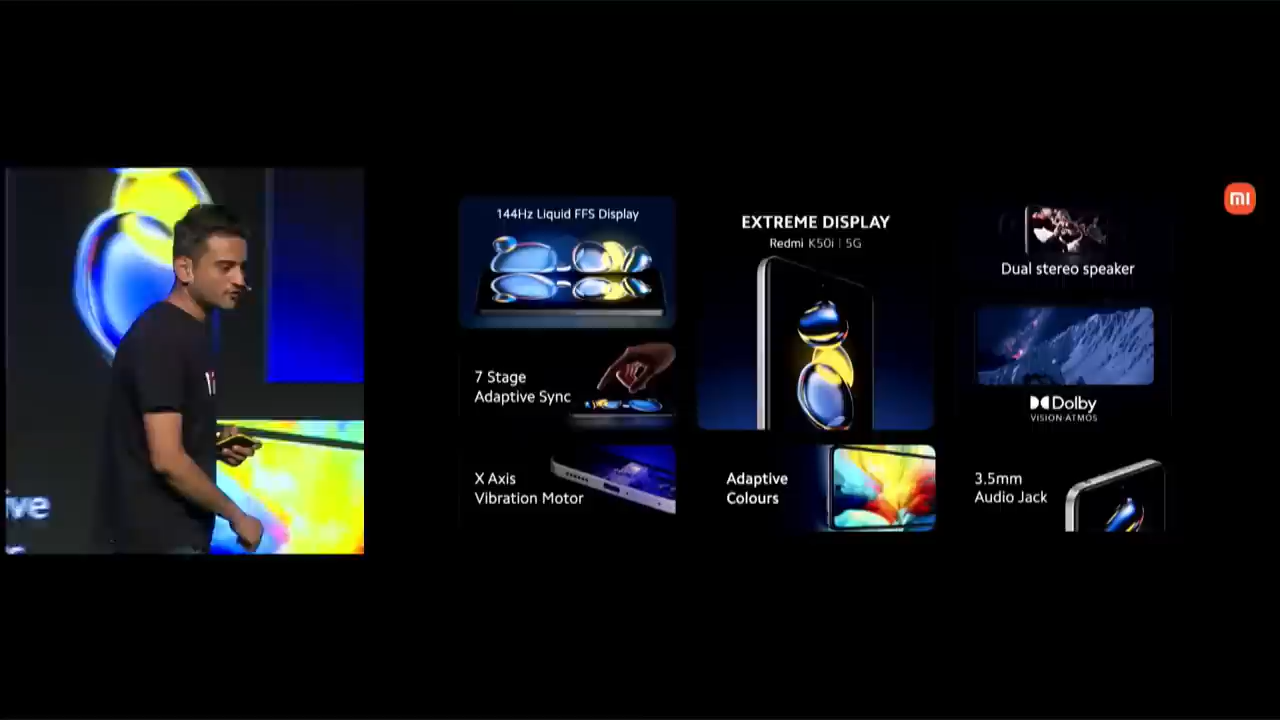 144Hz Liquid FFS Display
7 Stage
Adaptive Sync
X Axis
Vibration Motor
EXTREME DISPLAY
Redmi K50i | 5G
Adaptive
Colours
Dual stereo speaker
Dolby
VISION·ATMOS
3.5mm
Audio Jack
mi
ive